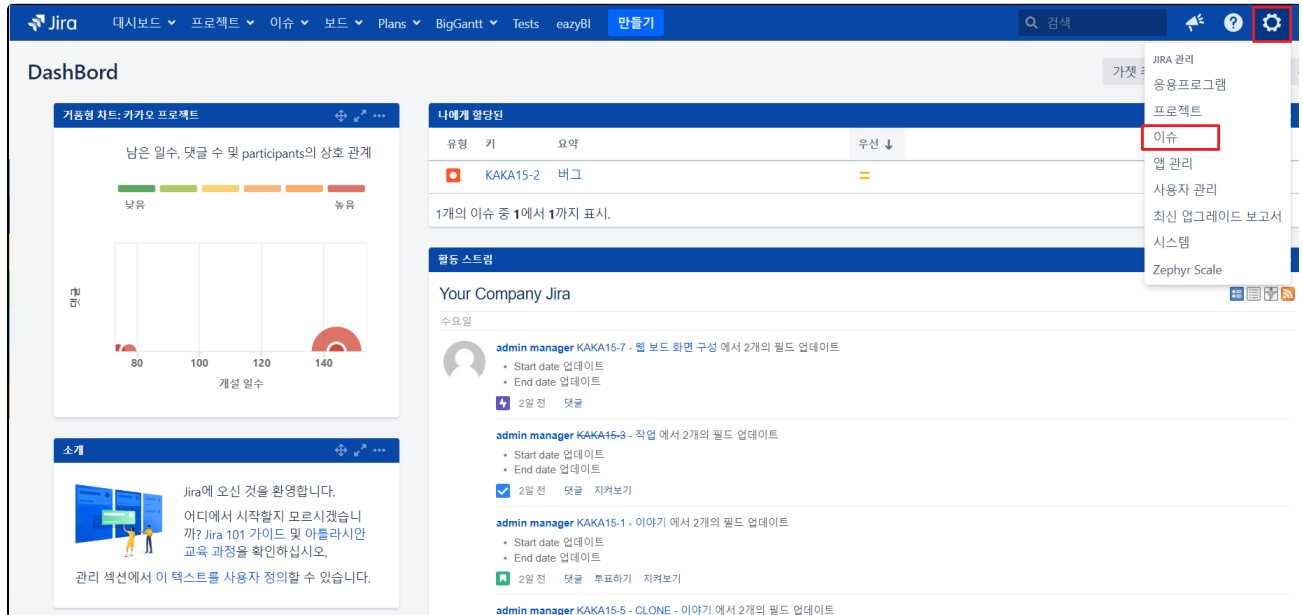 Jira 대시보드 프로젝트 이슈 보드 Plans BigGantt Tests eazyBI 만들기 검색
DashBord
가젯
JIRA 관리
응용프로그램
프로젝트
이슈
앱 관리
사용자 관리
최신 업그레이드 보고서
시스템
Zephyr Scale
거품형 차트: 카카오 프로젝트
남은 일수, 댓글 수 및 participants의 상호 관계
낮음 높음
댓글
80 100 120 140
개설 일수
소개
Jira에 오신 것을 환영합니다.
어디에서 시작할지 모르시겠습니
까? Jira 101 가이드 및 아틀라시안
교육 과정을 확인하십시오,
관리 섹션에서 이 텍스트를 사용자 정의할 수 있습니다.
나에게 할당된
유형 키 요약 우선
KAKA15-2 버그
1개의 이슈 중 1에서 1까지 표시.
활동 스트림
Your Company Jira
수요일
admin manager KAKA15-7 - 웹 보드 화면 구성 에서 2개의 필드 업데이트
Start date 업데이트
End date 업데이트
2일 전 댓글
admin manager KAKA15-3 - 작업 에서 2개의 필드 업데이트
Start date 업데이트
End date 업데이트
2일 전 댓글 지켜보기
admin manager KAKA15-1 - 이야기 에서 2개의 필드 업데이트
Start date 업데이트
End date 업데이트
2일 전 댓글 투표하기 지켜보기
admin manager KAKA15-5 - CLONE - 이야기 에서 2개의 필드 업데이트